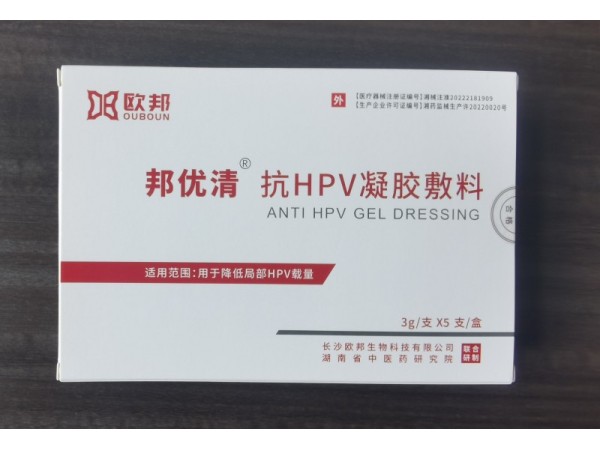 欧邦
OUBOUN
外
【医疗器械注册证编号】湘械注准20222181909
【生产企业许可证编号】湘药监械生产许20220020号
邦优清® 抗HPV凝胶敷料
ANTI HPV GEL DRESSING
合格
适用范围:用于降低局部HPV载量
3g/支 X5 支/盒
长沙欧邦生物科技有限公司
湖南省中医药研究院
联合
研制